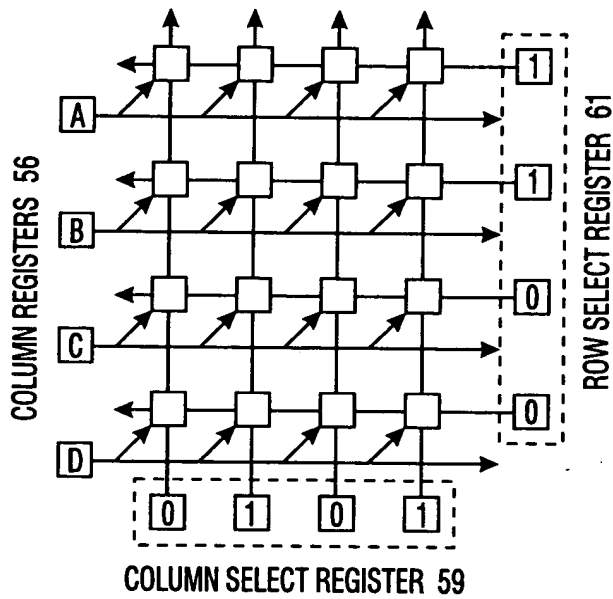 1
A
1
B
0
C
0
D
0 1 0 1
COLUMN REGISTERS 56
ROW SELECT REGISTER 61
COLUMN SELECT REGISTER 59